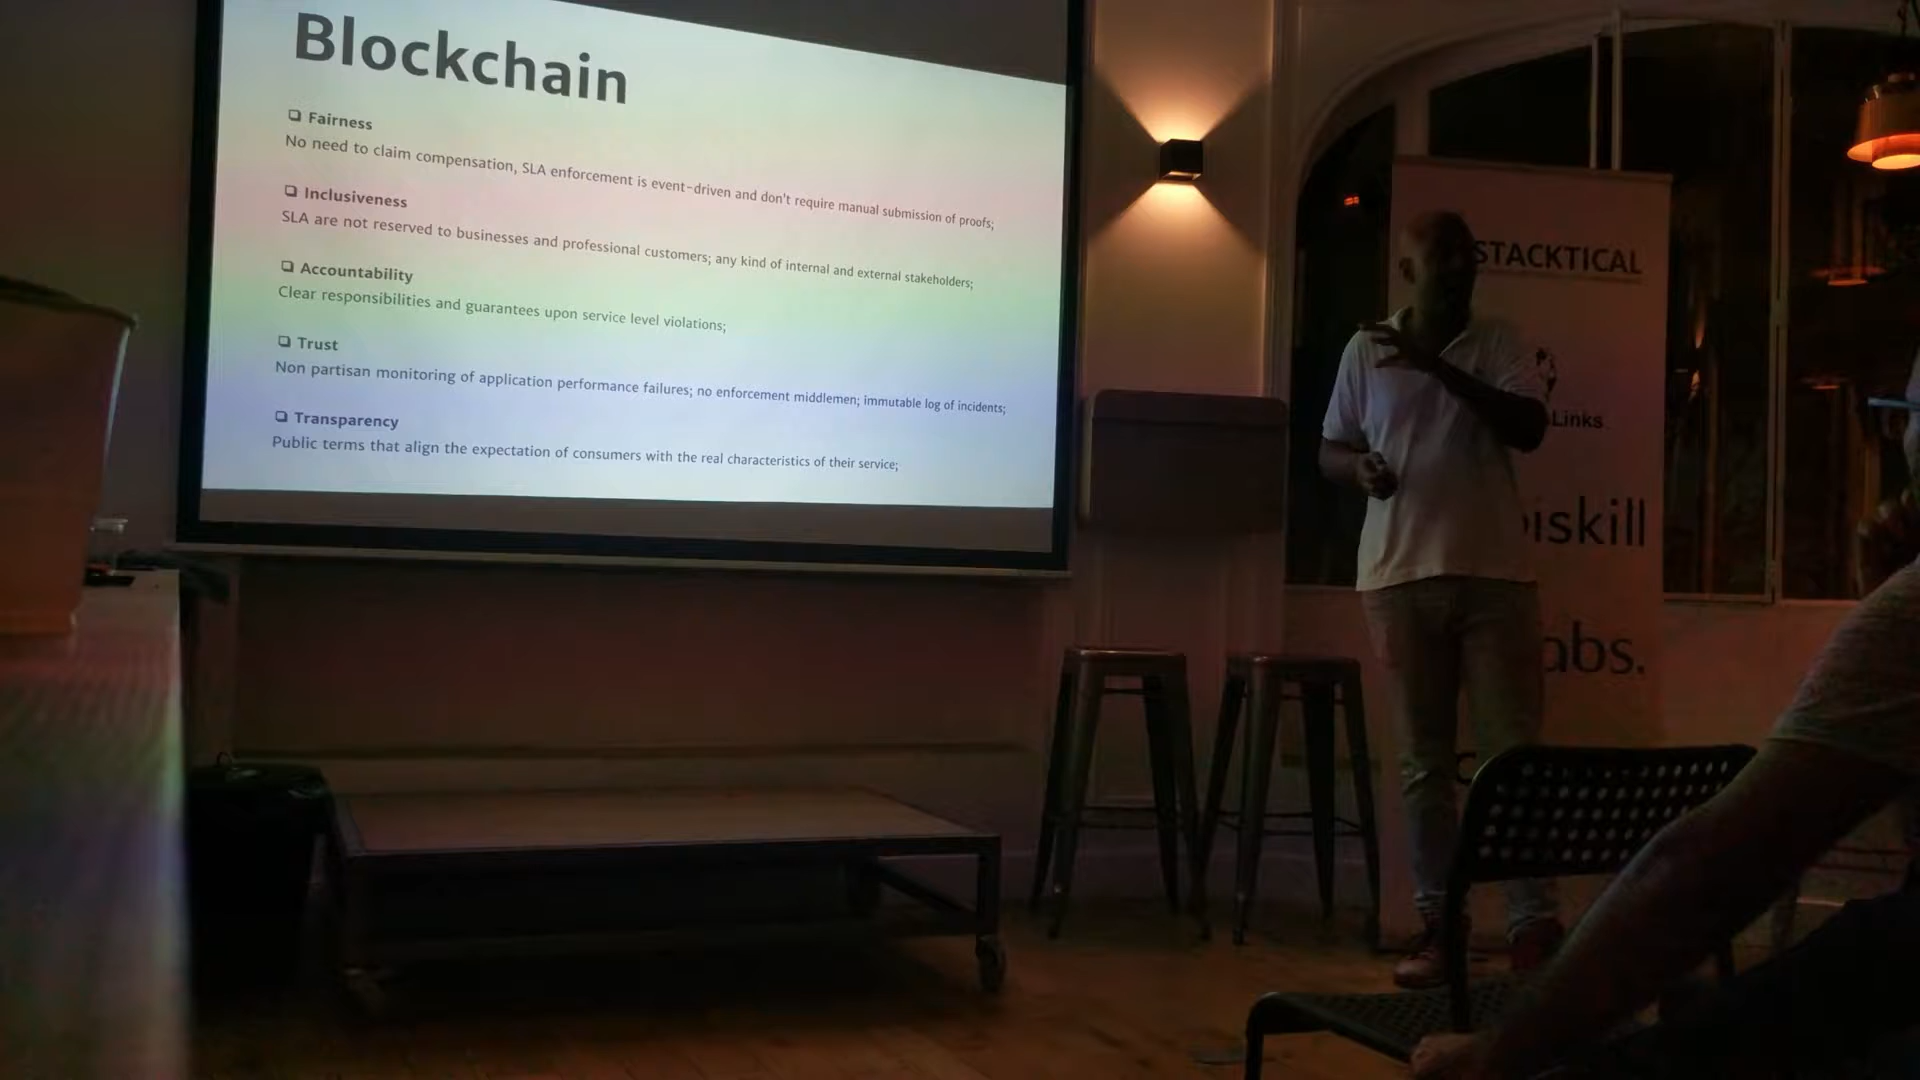 Blockchain
❏ Fairness
No need to claim compensation, SLA enforcement is event-driven and don't require manual submission of proofs;
❏ Inclusiveness
SLA are not reserved to businesses and professional customers; any kind of internal and external stakeholders;
❏ Accountability
Clear responsibilities and guarantees upon service level violations;
❏ Trust
Non partisan monitoring of application performance failures; no enforcement middlemen; immutable log of incidents;
❏ Transparency
Public terms that align the expectation of consumers with the real characteristics of their service;
STACKTICAL
Links
iskill
abs.